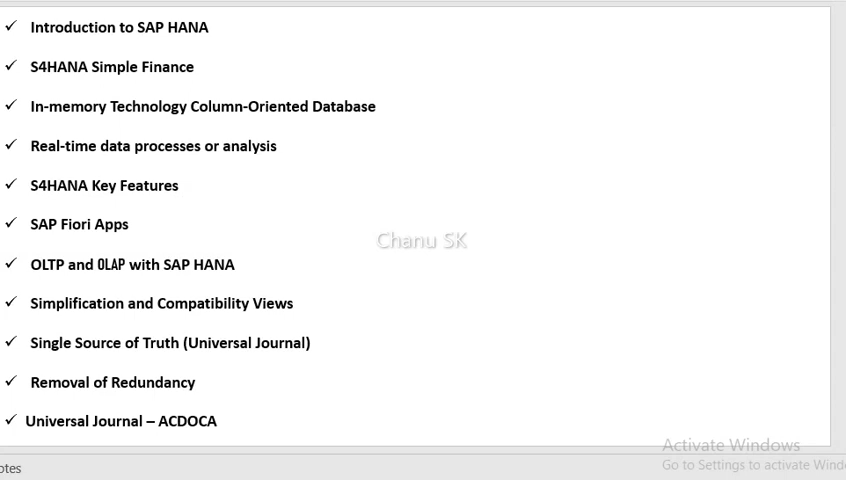 Introduction to SAP HANA
S4HANA Simple Finance
In-memory Technology Column-Oriented Database
Real-time data processes or analysis
S4HANA Key Features
SAP Fiori Apps
Chanu SK
OLTP and OLAP with SAP HANA
Simplification and Compatibility Views
Single Source of Truth (Universal Journal)
Removal of Redundancy
Universal Journal – ACDOCA
Activate Windows
Go to Settings to activate